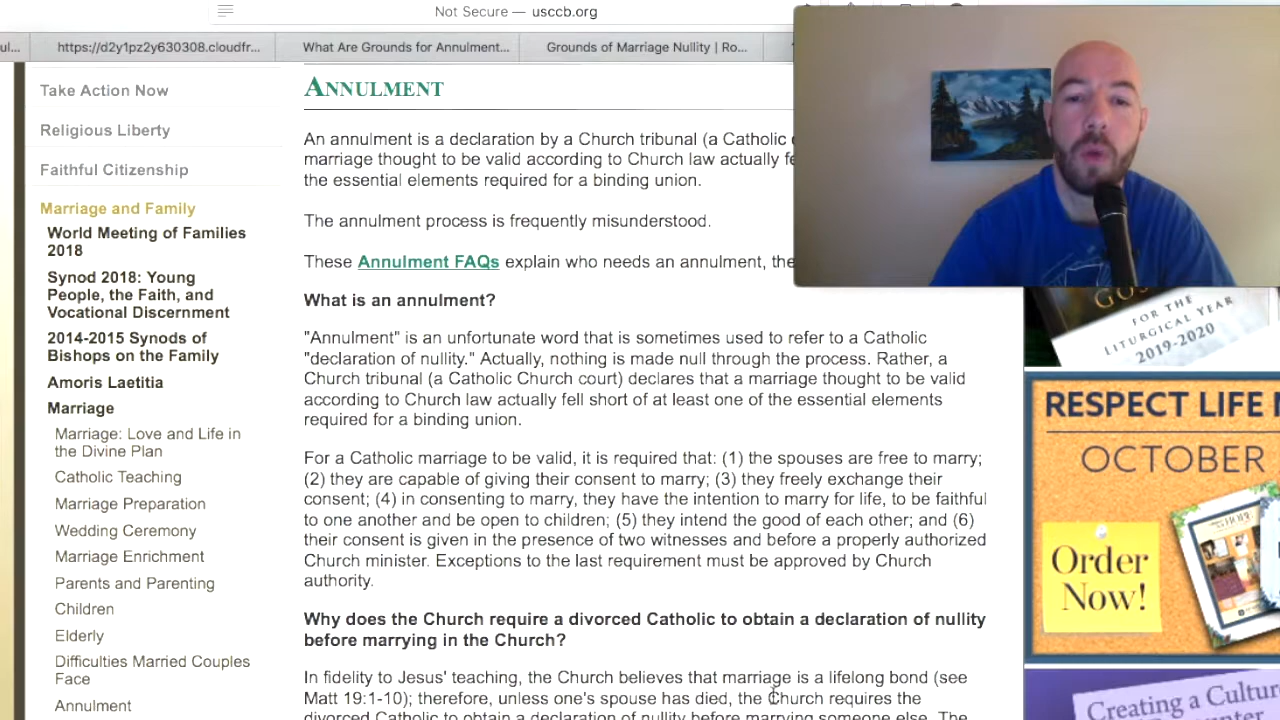 Not Secure — usccb.org
ul...
https://d2y1pz2y630308.cloudfr...
What Are Grounds for Annulment...
Grounds of Marriage Nullity | Ro...
Take Action Now
Religious Liberty
Faithful Citizenship
Marriage and Family
World Meeting of Families
2018
Synod 2018: Young
People, the Faith, and
Vocational Discernment
2014-2015 Synods of
Bishops on the Family
Amoris Laetitia
Marriage
Marriage: Love and Life in
the Divine Plan
Catholic Teaching
Marriage Preparation
Wedding Ceremony
Marriage Enrichment
Parents and Parenting
Children
Elderly
Difficulties Married Couples
Face
Annulment
ANNULMENT
An annulment is a declaration by a Church tribunal (a Catholic
marriage thought to be valid according to Church law actually
the essential elements required for a binding union.
The annulment process is frequently misunderstood.
These Annulment FAQs explain who needs an annulment,
What is an annulment?
"Annulment" is an unfortunate word that is sometimes used to refer to a Catholic
"declaration of nullity." Actually, nothing is made null through the process. Rather, a
Church tribunal (a Catholic Church court) declares that a marriage thought to be valid
according to Church law actually fell short of at least one of the essential elements
required for a binding union.
For a Catholic marriage to be valid, it is required that: (1) the spouses are free to marry;
(2) they are capable of giving their consent to marry; (3) they freely exchange their
consent; (4) in consenting to marry, they have the intention to marry for life, to be faithful
to one another and be open to children; (5) they intend the good of each other; and (6)
their consent is given in the presence of two witnesses and before a properly authorized
Church minister. Exceptions to the last requirement must be approved by Church
authority.
Why does the Church require a divorced Catholic to obtain a declaration of nullity
before marrying in the Church?
In fidelity to Jesus' teaching, the Church believes that marriage is a lifelong bond (see
Matt 19:1-10); therefore, unless one's spouse has died, the Church requires the
divorced Catholic to obtain a declaration of nullity before marrying someone else. The
FOR THE
LITURGICAL YEAR
2019-2020
RESPECT LIFE
OCTOBER
Order
Now!
Creating a Cultur